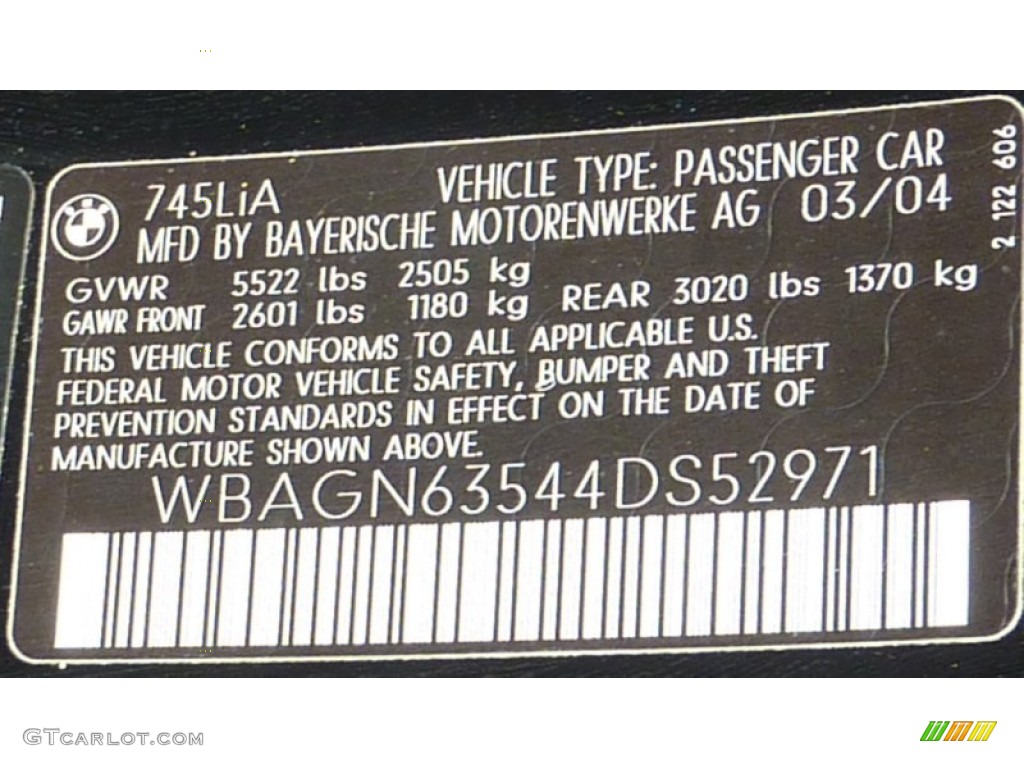 745LiA VEHICLE TYPE: PASSENGER CAR
MFD BY BAYERISCHE MOTORENWERKE AG 03/04
GVWR 5522 lbs 2505 kg
GAWR FRONT 2601 lbs 1180 kg REAR 3020 lbs 1370 kg
THIS VEHICLE CONFORMS TO ALL APPLICABLE U.S.
FEDERAL MOTOR VEHICLE SAFETY, BUMPER AND THEFT
PREVENTION STANDARDS IN EFFECT ON THE DATE OF
MANUFACTURE SHOWN ABOVE.
WBAGN63544DS52971
2 122 606
GTCARLOT.COM